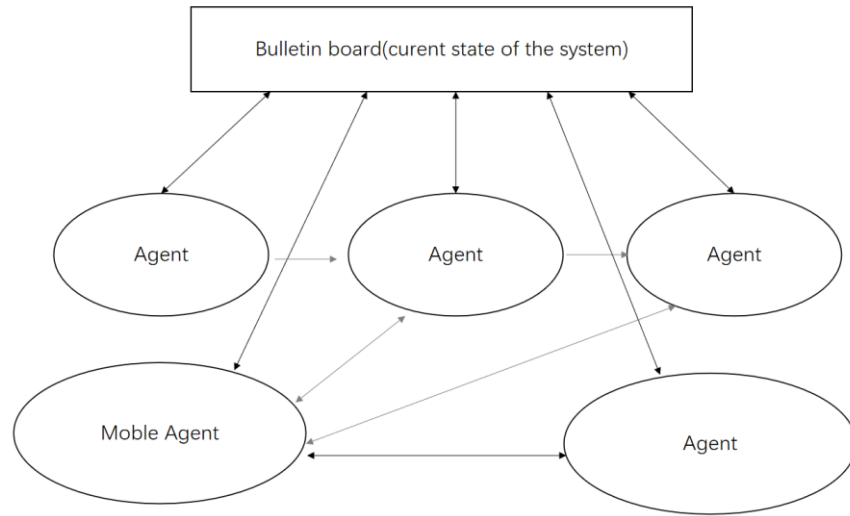 Bulletin board(curent state of the system)
Agent
Agent
Agent
Moble Agent
Agent